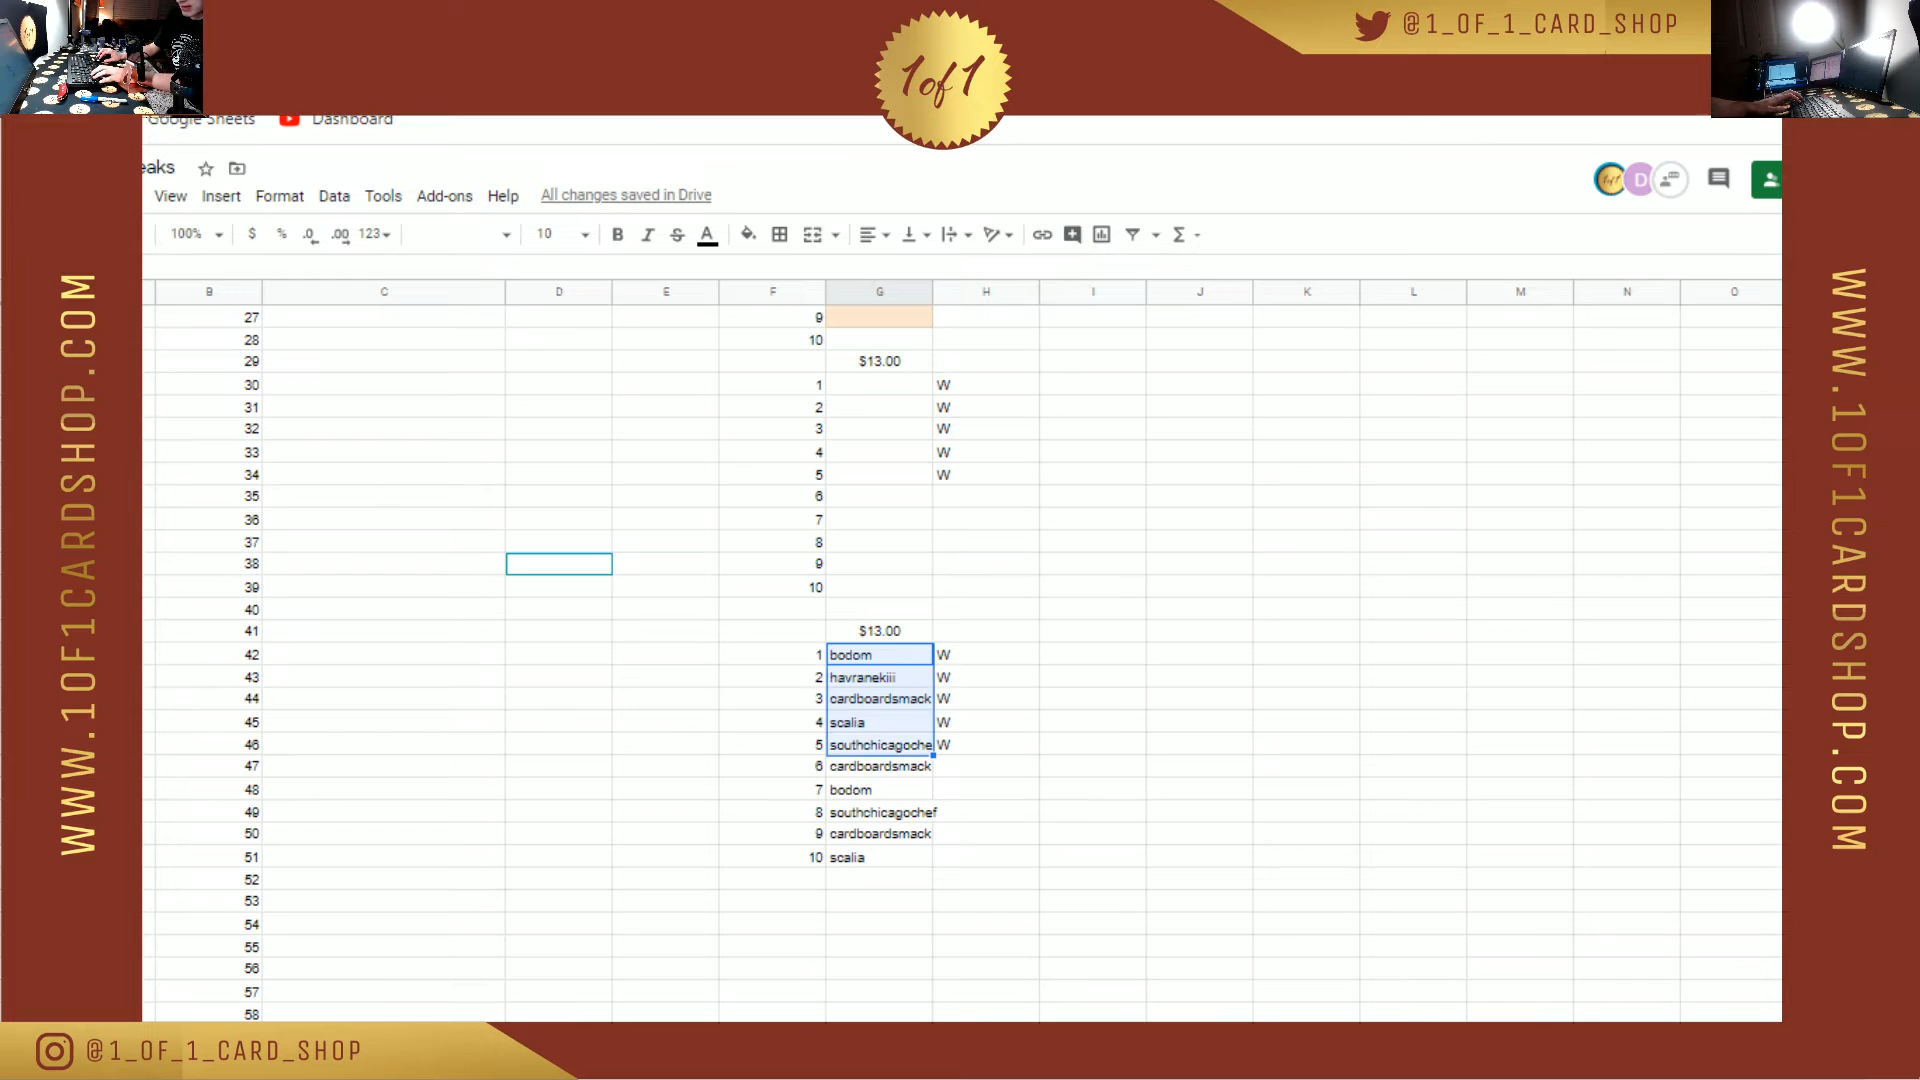 @1_OF_1_CARD_SHOP
1of1
Google Sheets Dashboard
eaks
View Insert Format Data Tools Add-ons Help All changes saved in Drive
D
100% $ % .0 .00 123 10 B I S A
B C D E F G H I J K L M N O
27 9
28 10
29 $13.00
30 1 W
31 2 W
32 3 W
33 4 W
34 5 W
35 6
36 7
37 8
38 9
39 10
40
41 $13.00
42 1 bodom W
43 2 havranekiii W
44 3 cardboardsmack W
45 4 scalia W
46 5 southchicagoche W
47 6 cardboardsmack
48 7 bodom
49 8 southchicagochef
50 9 cardboardsmack
51 10 scalia
52
53
54
55
56
57
58
WWW.1OF1CARDSHOP.COM
WWW.1OF1CARDSHOP.COM
@1_OF_1_CARD_SHOP